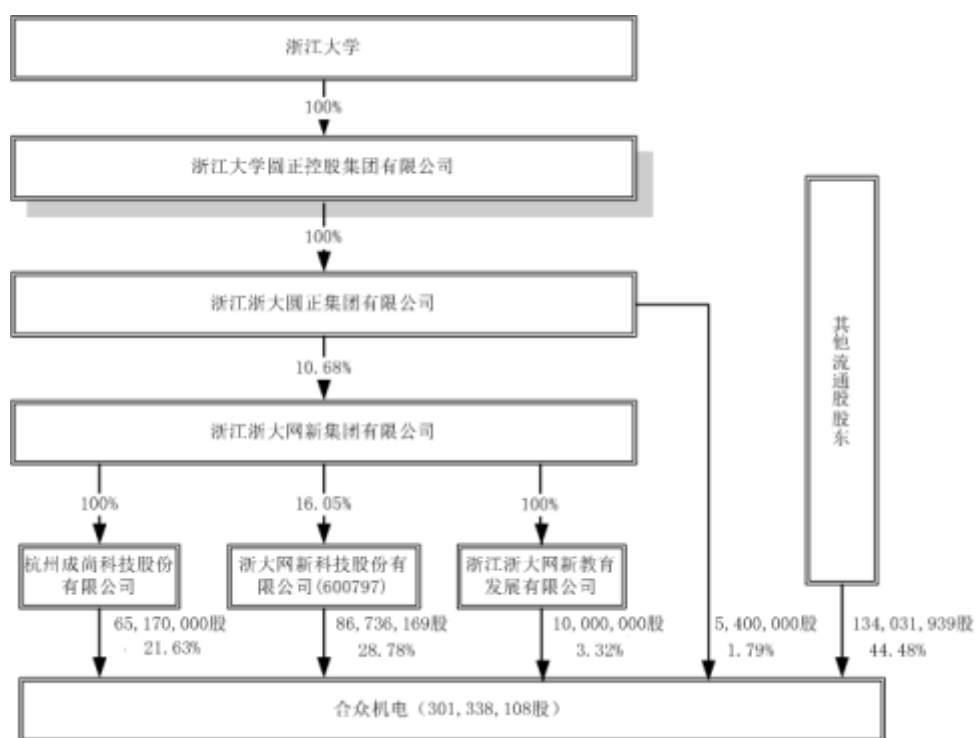 浙江大学
100%
浙江大学圆正控股集团有限公司
100%
浙江浙大圆正集团有限公司
10.68%
浙江浙大网新集团有限公司
其他流通股股东
100%
16.05%
100%
杭州成尚科技股份
有限公司
浙大网新科技股份有
限公司(600797)
浙江浙大网新教育
发展有限公司
65,170,000股
21.63%
86,736,169股
28.78%
10,000,000股
3.32%
5,400,000股
1.79%
134,031,939股
44.48%
合众机电（301,338,108股）